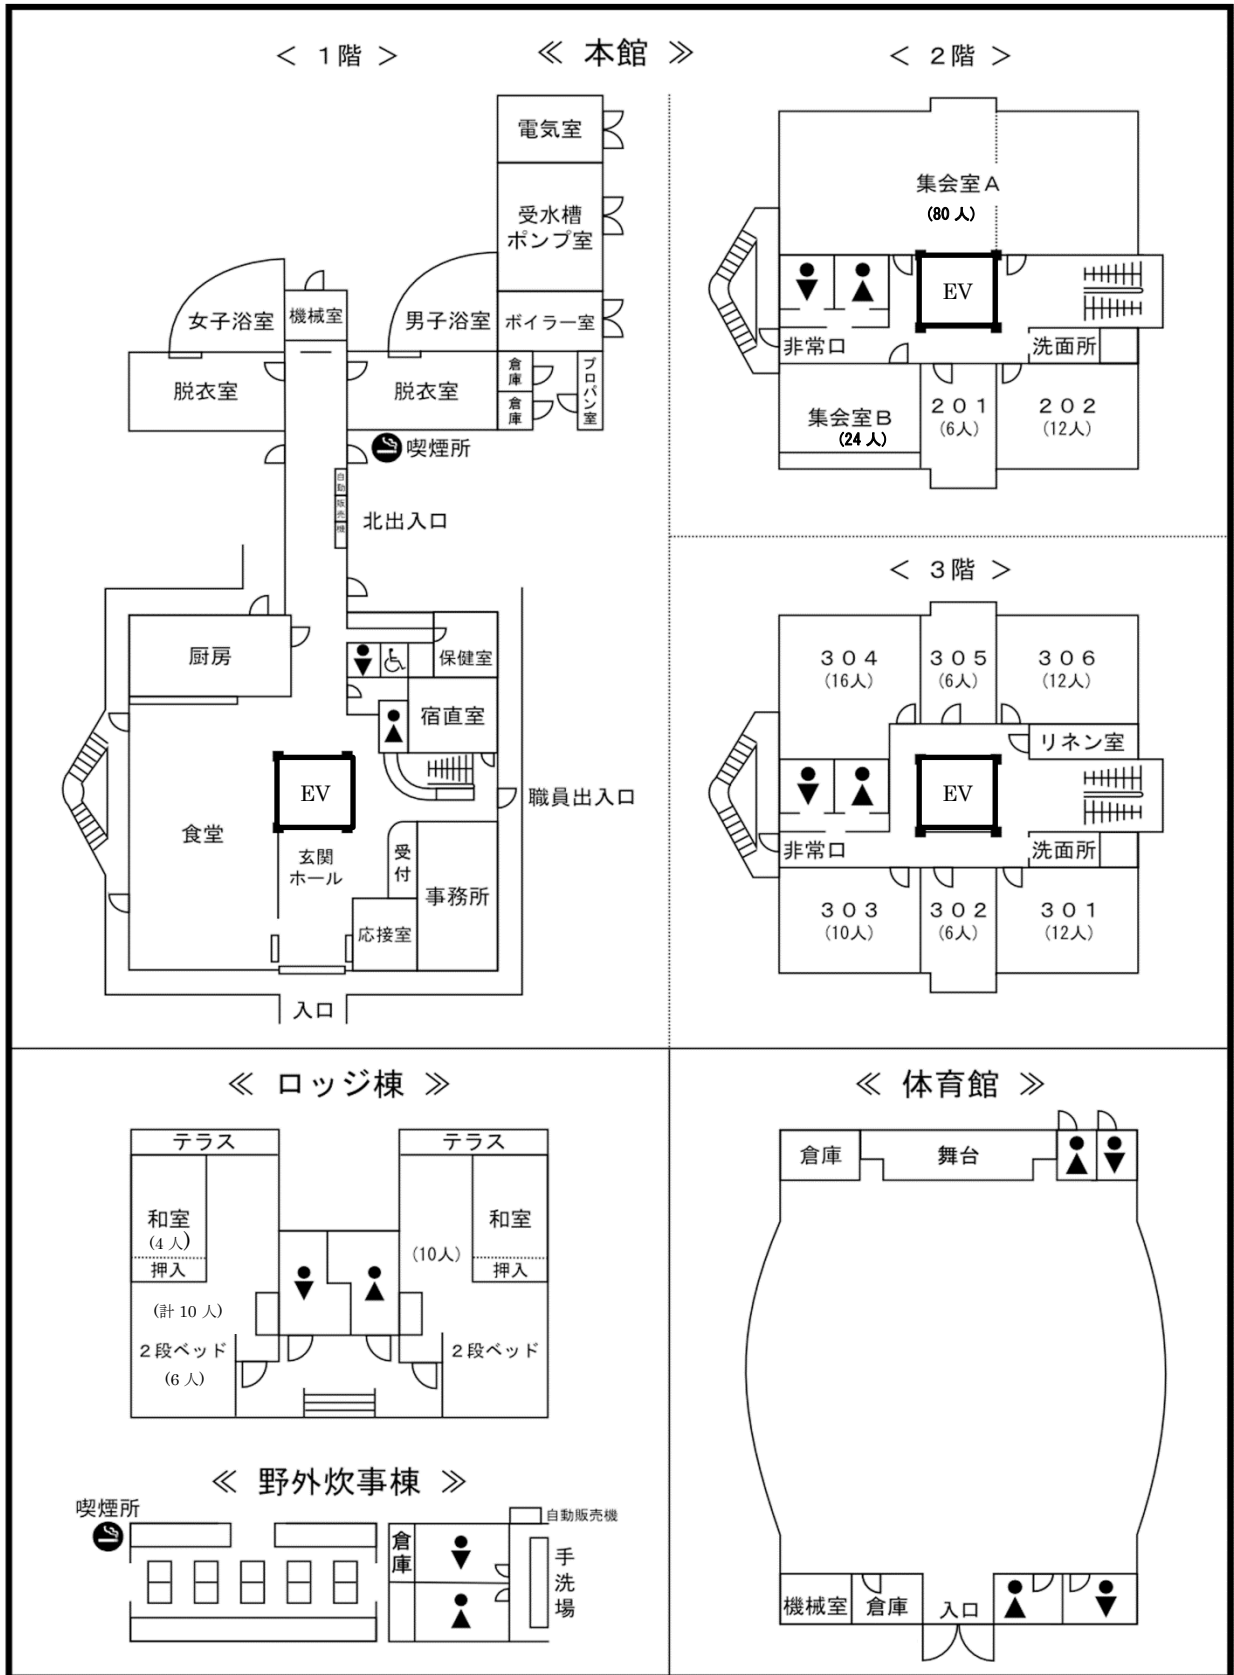 ≪ 本館 ≫
＜ 1階 ＞
電気室
受水槽
ポンプ室
女子浴室
機械室
男子浴室
ボイラー室
脱衣室
脱衣室
倉庫
倉庫
プロパン室
喫煙所
自動販売機
北出入口
厨房
保健室
宿直室
EV
職員出入口
食堂
玄関
ホール
受付
事務所
応接室
入口
＜ 2階 ＞
集会室A
(80 人)
EV
非常口
洗面所
集会室B
(24 人)
201
(6人)
202
(12人)
＜ 3階 ＞
304
(16人)
305
(6人)
306
(12人)
リネン室
EV
非常口
洗面所
303
(10人)
302
(6人)
301
(12人)
≪ ロッジ棟 ≫
テラス
テラス
和室
(4 人)
押入
和室
押入
(10人)
(計 10 人)
2段ベッド
(6 人)
2段ベッド
≪ 野外炊事棟 ≫
喫煙所
倉庫
自動販売機
手洗場
≪ 体育館 ≫
倉庫
舞台
機械室
倉庫
入口